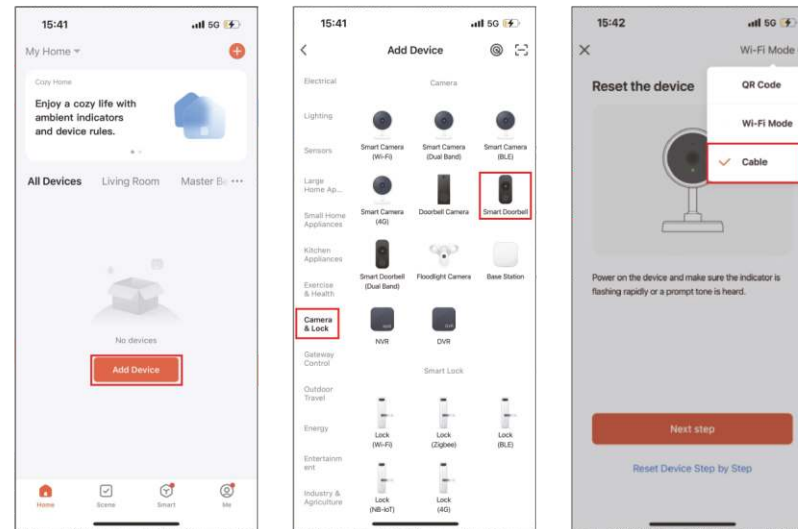 15:41
5G
My Home
Cozy Home
Enjoy a cozy life with
ambient indicators
and device rules.
All Devices Living Room Master Be
No devices
Add Device
Home Scene Smart Me
15:41
5G
Add Device
Electrical
Lighting
Sensors
Large
Home Ap...
Small Home
Appliances
Kitchen
Appliances
Exercise
& Health
Camera
& Lock
Gateway
Control
Outdoor
Travel
Energy
Entertainm
ent
Industry &
Agriculture
Camera
Smart Camera
(Wi-Fi)
Smart Camera
(Dual Band)
Smart Camera
(BLE)
Smart Camera
(4G)
Doorbell Camera
Smart Doorbell
Smart Doorbell
(Dual Band)
Floodlight Camera
Base Station
NVR
DVR
Smart Lock
Lock
(Wi-Fi)
Lock
(Zigbee)
Lock
(BLE)
Lock
(NB-IoT)
Lock
(4G)
15:42
5G
Wi-Fi Mode
Reset the device
QR Code
Wi-Fi Mode
Cable
Power on the device and make sure the indicator is
flashing rapidly or a prompt tone is heard.
Next step
Reset Device Step by Step